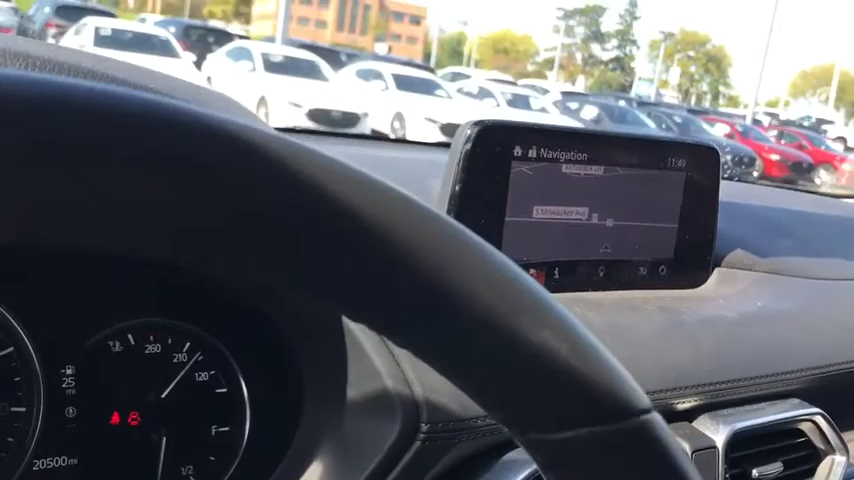 Navigation
11:49
S Milwaukee Ave
260
210
120
25
mi
F
1/2
20500mi